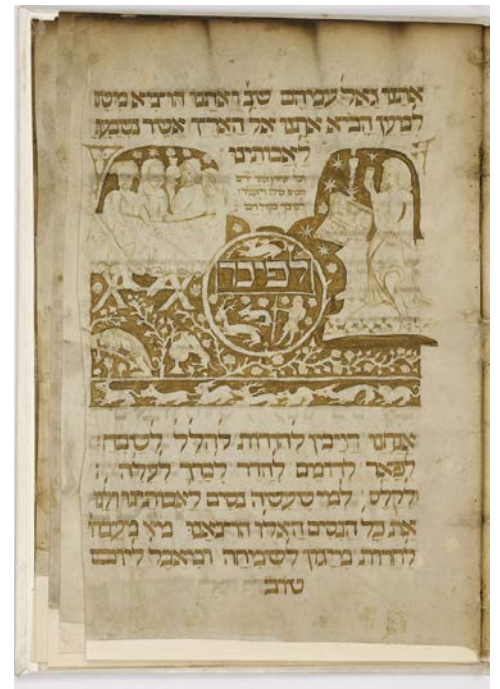 אתנו גאל עמהם שנ' ואתנו הוציא משם
למען הביא אתנו אל הארץ אשר נשבע
לאבותינו
לפיכך
אנחנו חייבין להודות להלל לשבח
לפאר לרומם להדר לברך לעלה
ולקלס למי שעשה נסים לאבותינו ולנו
את כל הנסים האלו הוציאנו
לחרות מיגון לשמחה ומאבל ליום
טוב